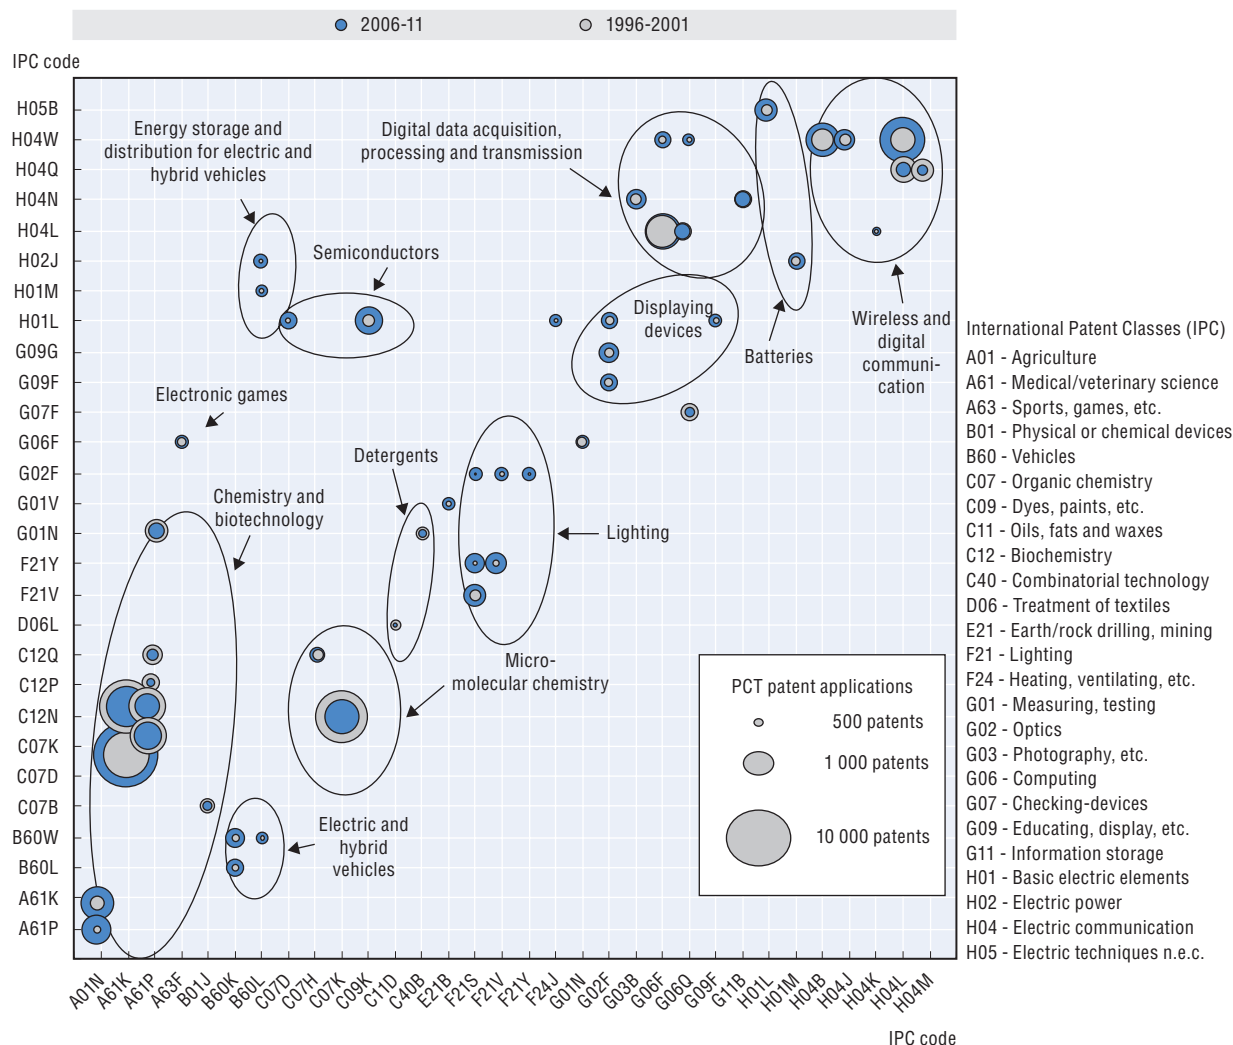 2006-11
1996-2001
IPC code
H05B
H04W
H04Q
H04N
H04L
H02J
H01M
H01L
G09G
G09F
G07F
G06F
G02F
G01V
G01N
F21Y
F21V
D06L
C12Q
C12P
C12N
C07K
C07D
C07B
B60W
B60L
A61K
A61P
Energy storage and
distribution for electric and
hybrid vehicles
Digital data acquisition,
processing and transmission
Semiconductors
Displaying
devices
Batteries
Wireless and
digital
communi-
cation
Electronic games
Detergents
Chemistry and
biotechnology
Lighting
Micro-
molecular chemistry
Electric and
hybrid
vehicles
PCT patent applications
500 patents
1 000 patents
10 000 patents
A01N
A61K
A61P
A63F
B01J
B60K
B60L
C07D
C07H
C07K
C09K
C11D
C40B
E21B
F21S
F21V
F21Y
F24J
G01N
G02F
G03B
G06F
G06Q
G09F
G11B
H01L
H01M
H04B
H04J
H04K
H04L
H04M
IPC code
International Patent Classes (IPC)
A01 - Agriculture
A61 - Medical/veterinary science
A63 - Sports, games, etc.
B01 - Physical or chemical devices
B60 - Vehicles
C07 - Organic chemistry
C09 - Dyes, paints, etc.
C11 - Oils, fats and waxes
C12 - Biochemistry
C40 - Combinatorial technology
D06 - Treatment of textiles
E21 - Earth/rock drilling, mining
F21 - Lighting
F24 - Heating, ventilating, etc.
G01 - Measuring, testing
G02 - Optics
G03 - Photography, etc.
G06 - Computing
G07 - Checking-devices
G09 - Educating, display, etc.
G11 - Information storage
H01 - Basic electric elements
H02 - Electric power
H04 - Electric communication
H05 - Electric techniques n.e.c.